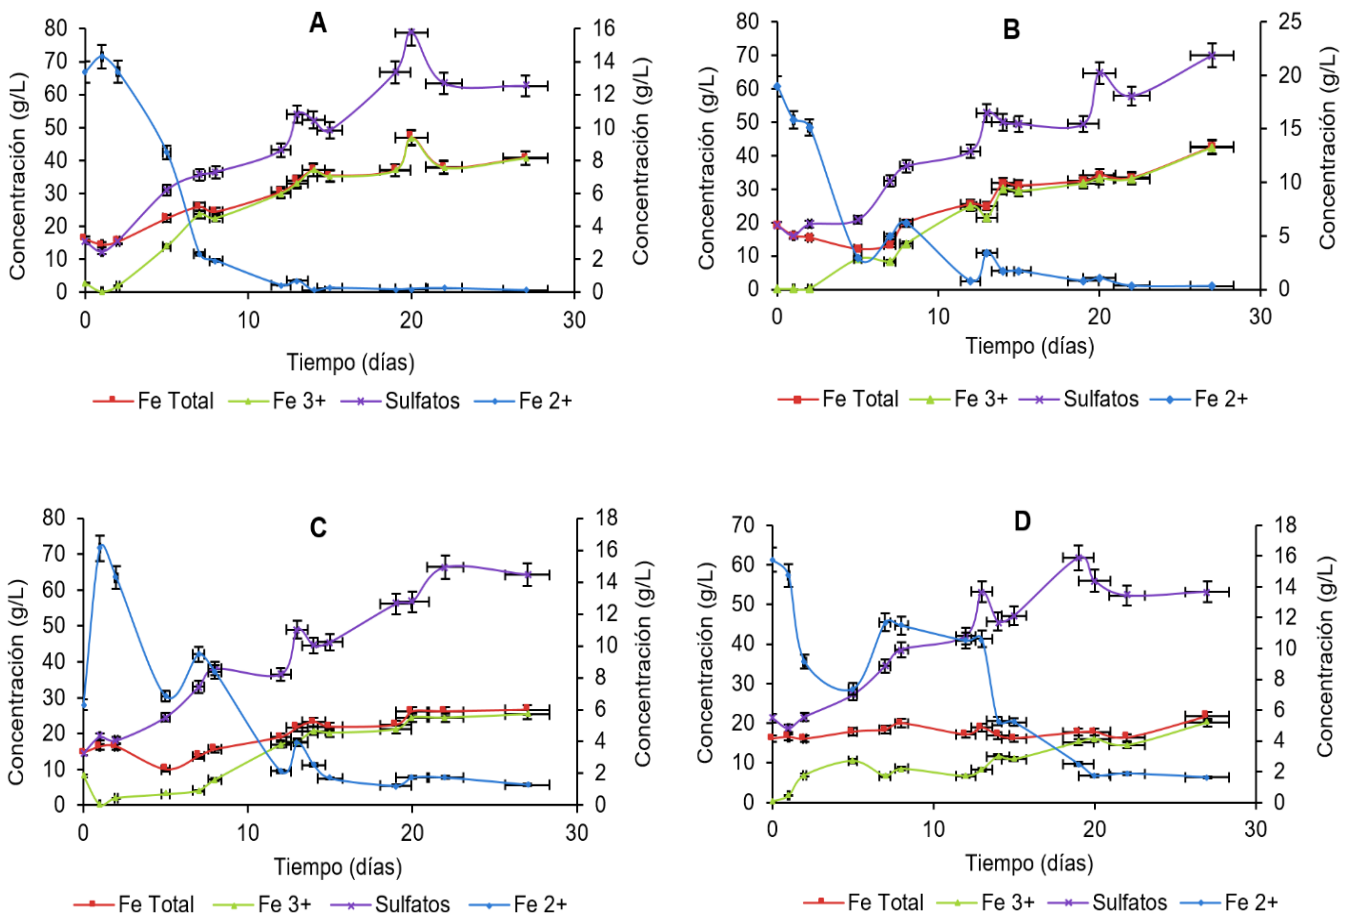 A
Concentración (g/L)
80
70
60
50
40
30
20
10
0
16
14
12
10
8
6
4
2
0
Concentración (g/L)
0 10 20 30
Tiempo (días)
Fe Total Fe 3+ Sulfatos Fe 2+
B
Concentración (g/L)
80
70
60
50
40
30
20
10
0
25
20
15
10
5
0
Concentración (g/L)
0 10 20 30
Tiempo (días)
Fe Total Fe 3+ Sulfatos Fe 2+
C
Concentración (g/L)
80
70
60
50
40
30
20
10
0
18
16
14
12
10
8
6
4
2
0
Concentración (g/L)
0 10 20 30
Tiempo (días)
Fe Total Fe 3+ Sulfatos Fe 2+
D
Concentración (g/L)
70
60
50
40
30
20
10
0
18
16
14
12
10
8
6
4
2
0
Concentración (g/L)
0 10 20 30
Tiempo (días)
Fe Total Fe 3+ Sulfatos Fe 2+